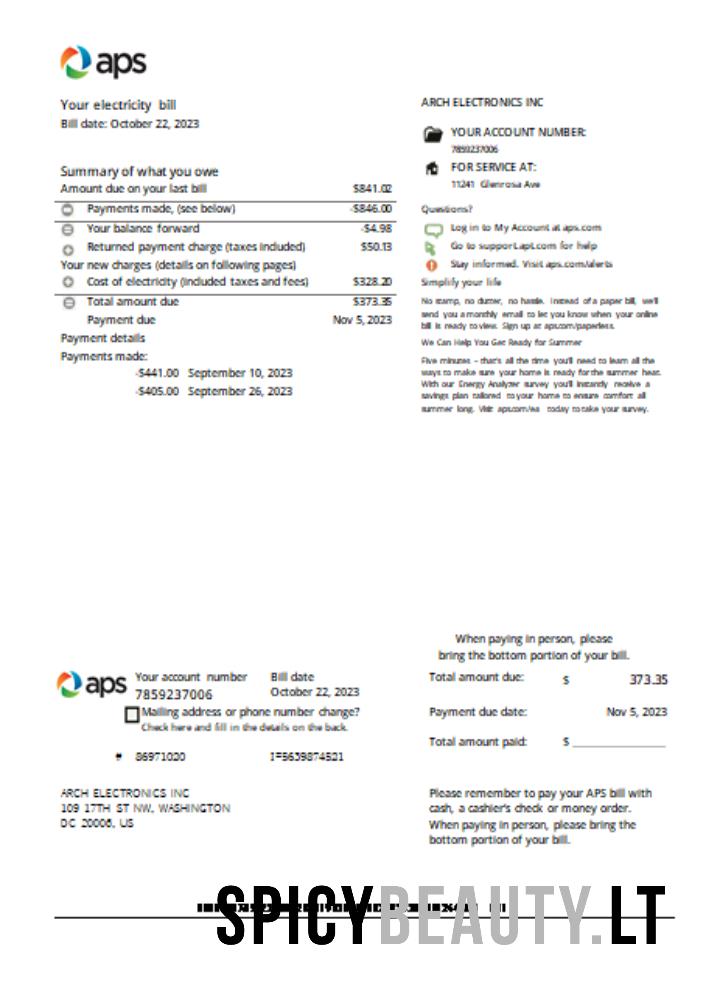 aps
Your electricity bill
Bill date: October 22, 2023
Summary of what you owe
Amount due on your last bill $841.02
Payments made, (see below) -$846.00
Your balance forward -$4.98
Returned payment charge (taxes included) $50.13
Your new charges (details on following pages)
Cost of electricity (included taxes and fees) $328.20
Total amount due $373.35
Payment due Nov 5, 2023
Payment details
Payments made:
-$441.00 September 10, 2023
-$405.00 September 26, 2023
ARCH ELECTRONICS INC
YOUR ACCOUNT NUMBER:
7859237006
FOR SERVICE AT:
11241 Glenrosa Ave
Questions?
Log in to My Account at aps.com
Go to support.apt.com for help
Stay informed. Visit aps.com/alerts
Simplify your life
No stamp, no clutter, no hassle. Instead of a paper bill, we'll
send you a monthly email to let you know when your online
bill is ready to view. Sign up at aps.com/paperless.
We Can Help You Get Ready for Summer
Five minutes - that's all the time you'll need to learn all the
ways to make sure your home is ready for the summer heat.
With our Energy Analyzer survey you'll instantly receive a
savings plan tailored to your home to ensure comfort all
summer long. Visit aps.com/ea today to take your survey.
When paying in person, please
bring the bottom portion of your bill.
aps
Your account number Bill date
7859237006 October 22, 2023
Mailing address or phone number change?
Check here and fill in the details on the back.
# 86971020 I=5639874521
Total amount due: $ 373.35
Payment due date: Nov 5, 2023
Total amount paid: $
ARCH ELECTRONICS INC
109 17TH ST NW, WASHINGTON
DC 20006, US
Please remember to pay your APS bill with
cash, a cashier's check or money order.
When paying in person, please bring the
bottom portion of your bill.
SPICYBEAUTY.LT